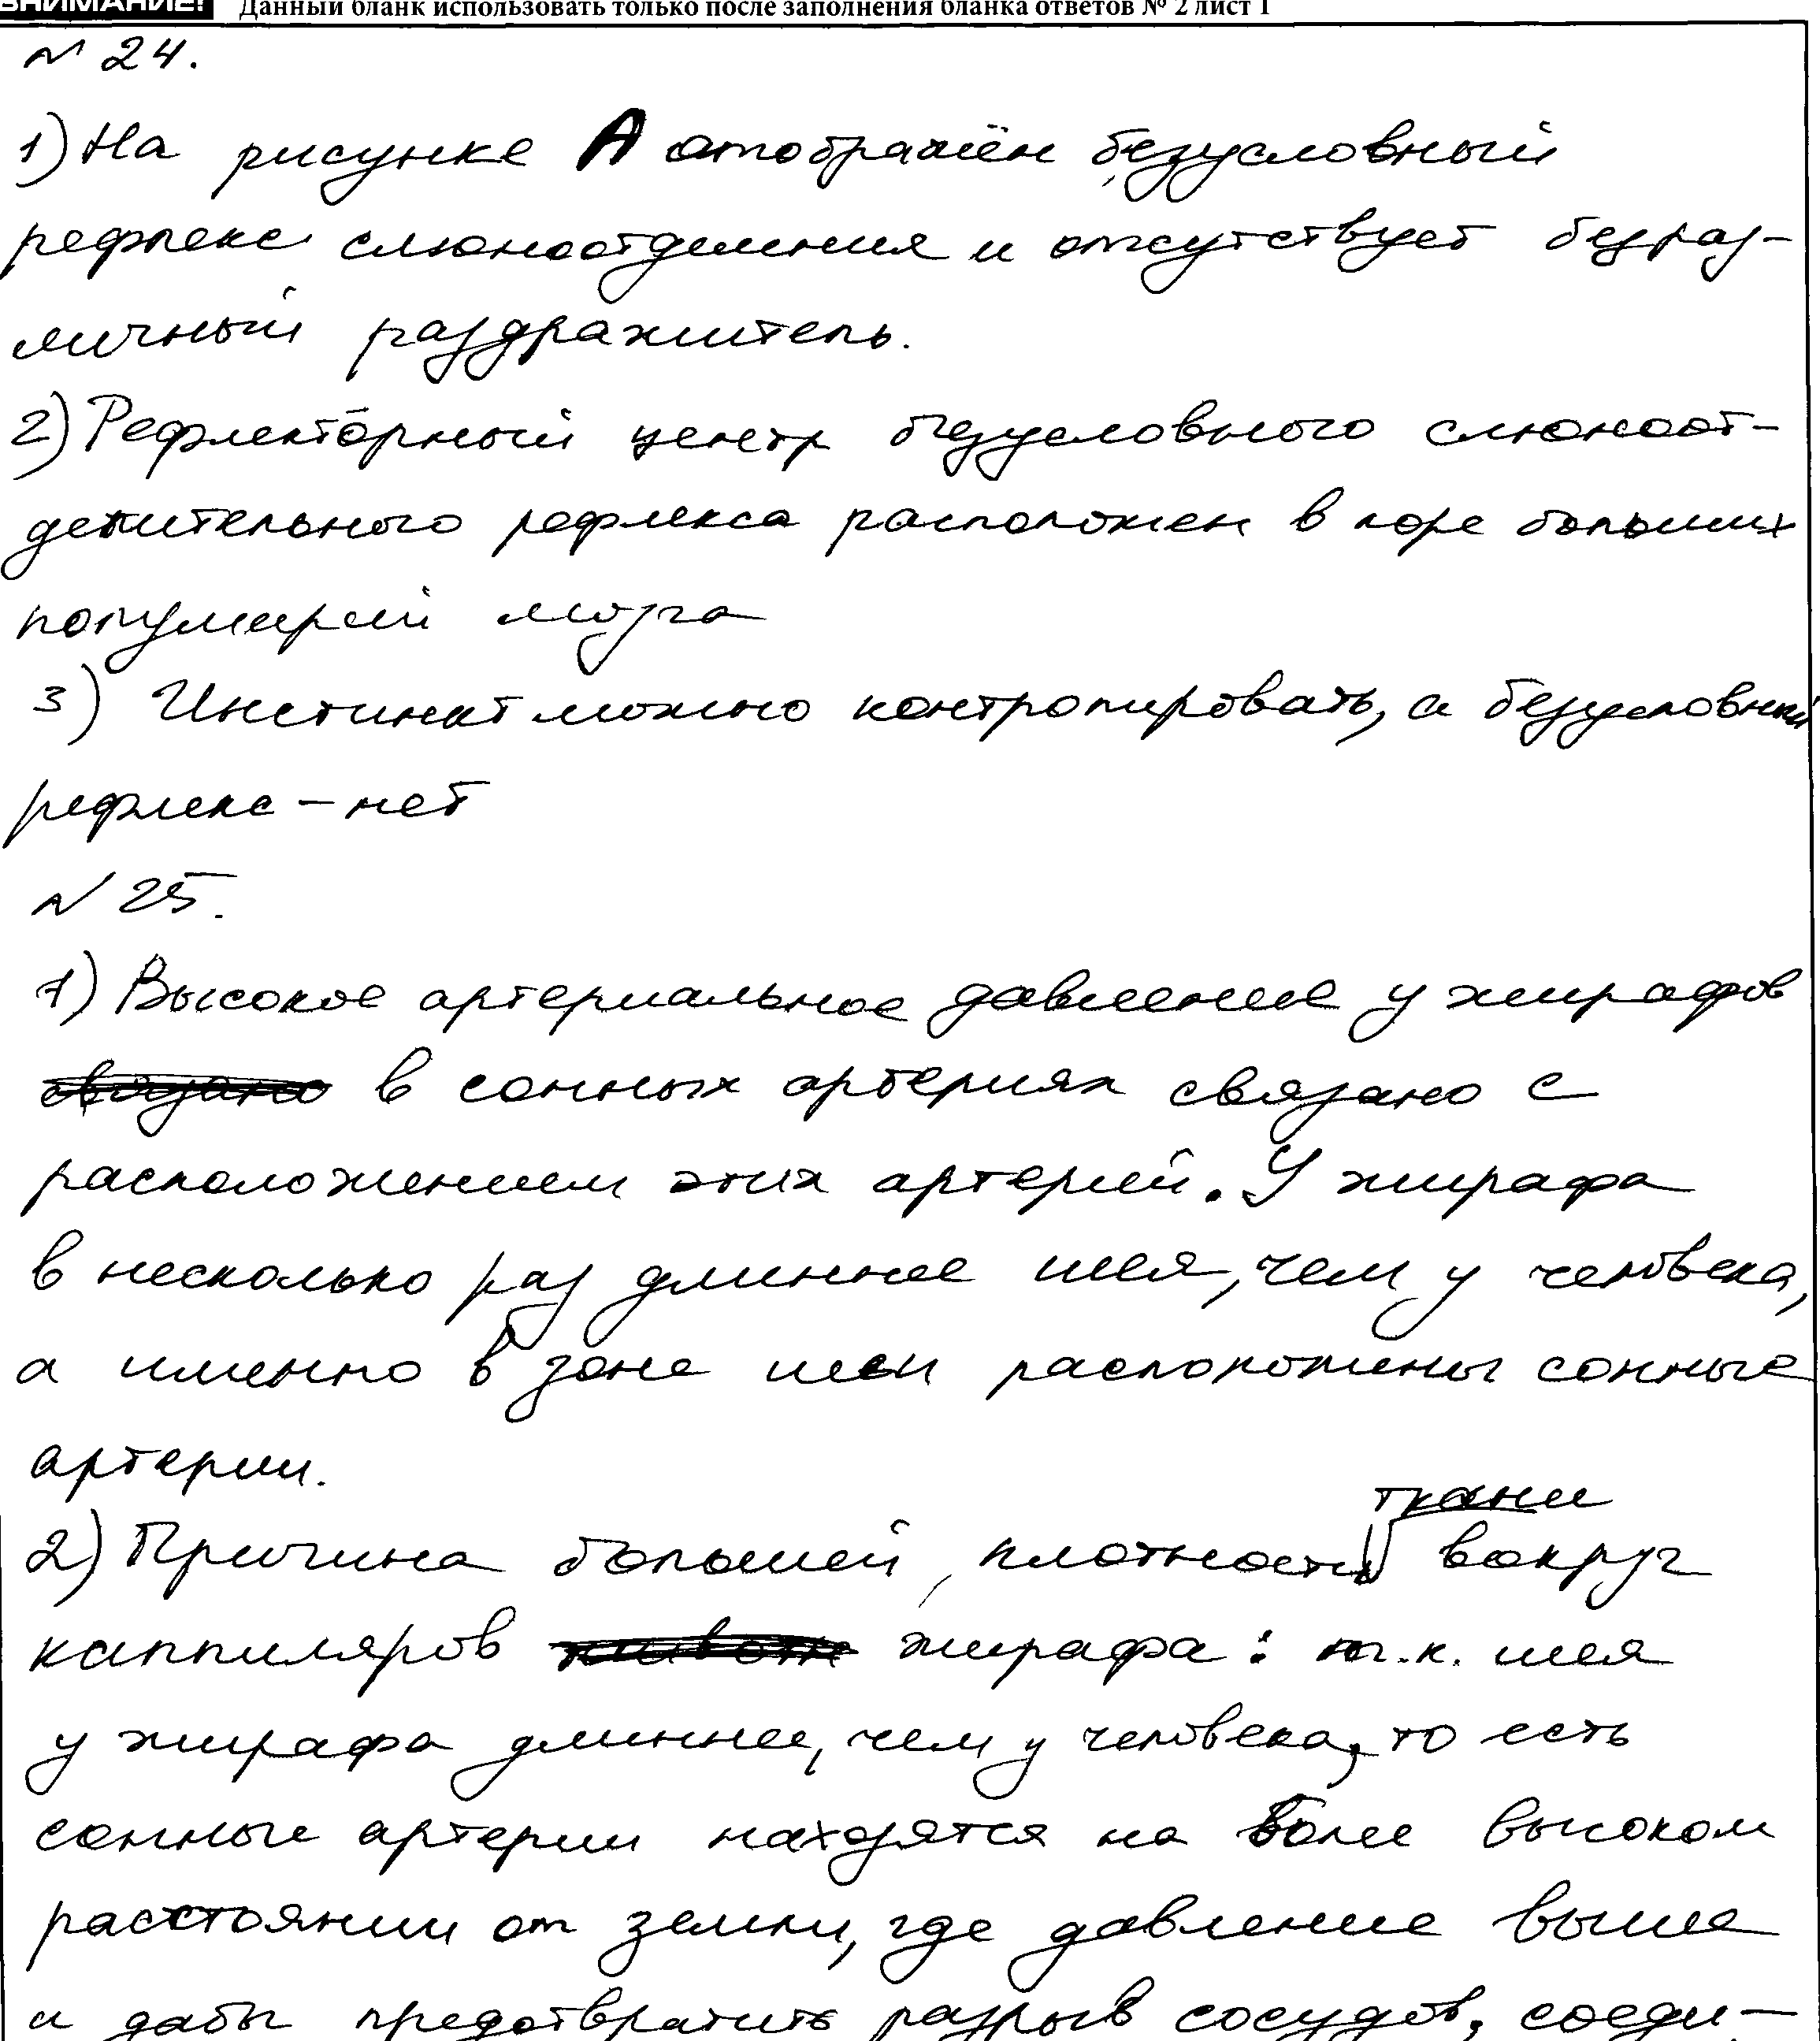 ВНИМАНИЕ! Данный бланк использовать только после заполнения бланка ответов № 2 лист 1
№ 24.
1) На рисунке А отображён безусловный
рефлекс слюноотделения и отсутствует безраз-
личный раздражитель.
2) Рефлекторный центр безусловного слюноот-
делительного рефлекса расположен в коре больших
полушарий мозга
3) Инстинкт можно контролировать, а безусловный
рефлекс – нет
№ 25.
1) Высокое артериальное давление у жирафов
в сонных артериях связано с
расположением этих артерий. У жирафа
в несколько раз длиннее шея, чем у человека,
а именно в зоне шеи расположены сонные
артерии.
2) Причина большей плотности ткани вокруг
каппиляров жирафа: т.к. шея
у жирафа длиннее, чем у человека, то есть
сонные артерии находятся на более высоком
расстоянии от земли, где давление выше
и дабы предотвратить разрыв сосудов, соеди-